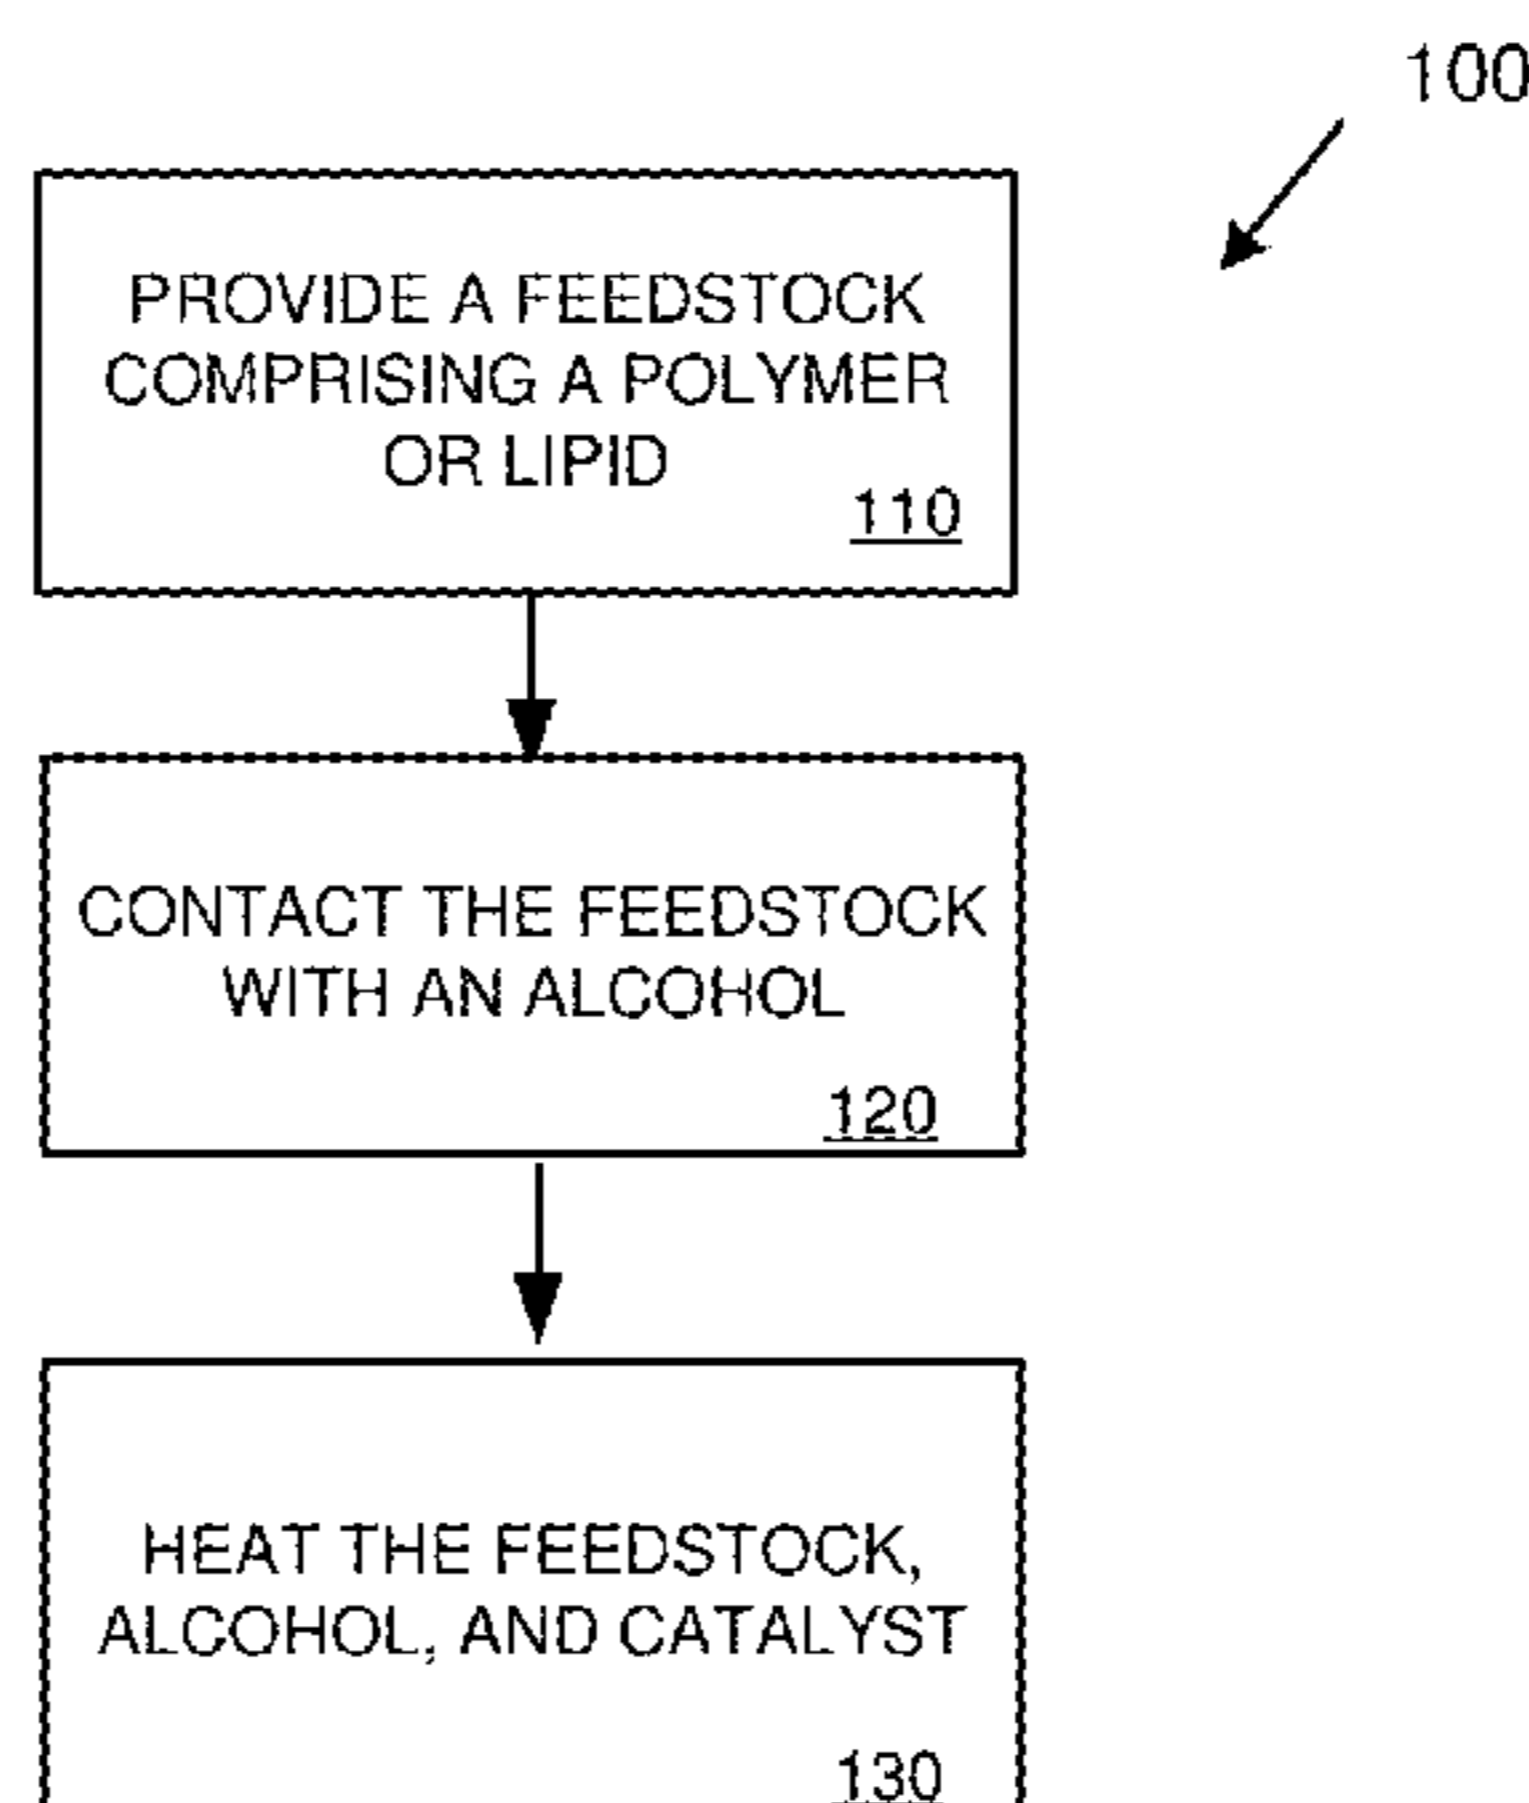 100
PROVIDE A FEEDSTOCK
COMPRISING A POLYMER
OR LIPID
110
CONTACT THE FEEDSTOCK
WITH AN ALCOHOL
120
HEAT THE FEEDSTOCK,
ALCOHOL, AND CATALYST
130